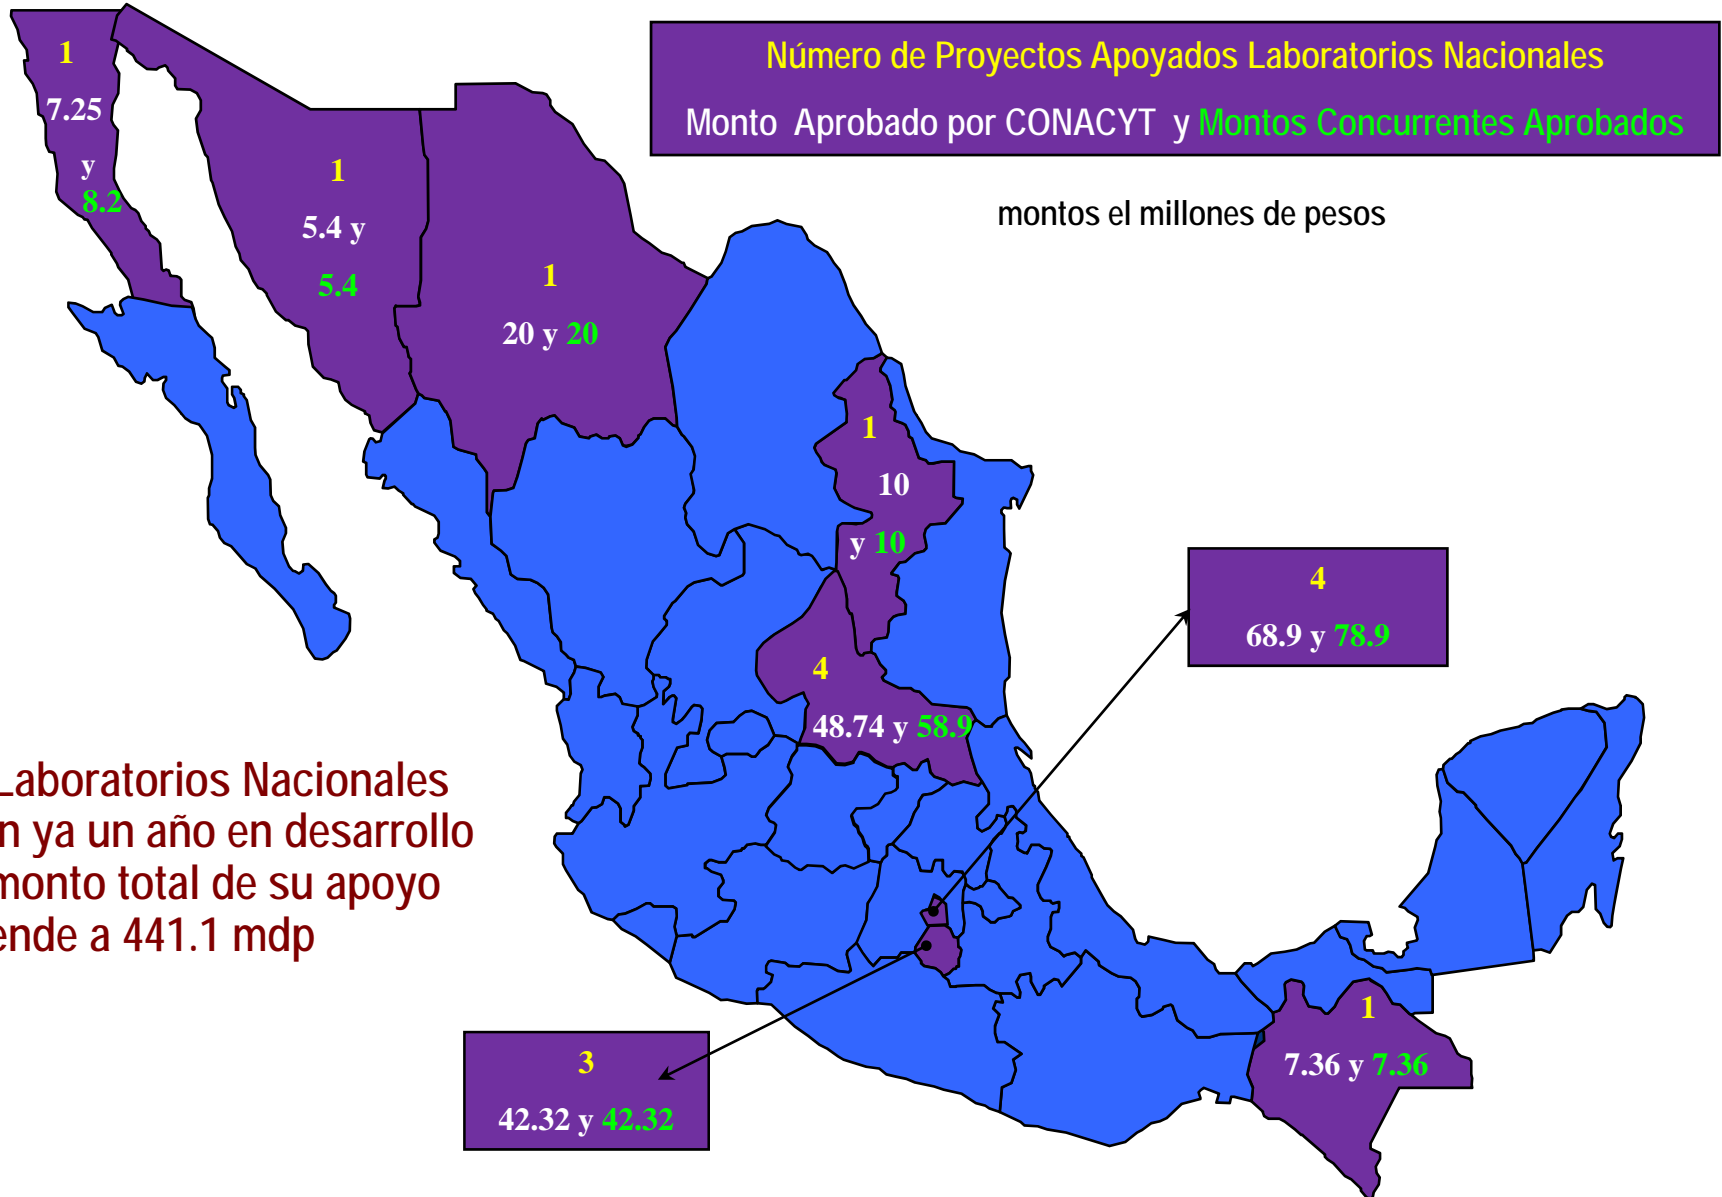 Número de Proyectos Apoyados Laboratorios Nacionales
Monto Aprobado por CONACYT y Montos Concurrentes Aprobados
montos el millones de pesos
1
7.25
y
8.2
1
5.4 y
5.4
1
20 y 20
1
10
y 10
4
68.9 y 78.9
4
48.74 y 58.9
Laboratorios Nacionales
n ya un año en desarrollo
monto total de su apoyo
ende a 441.1 mdp
1
7.36 y 7.36
3
42.32 y 42.32